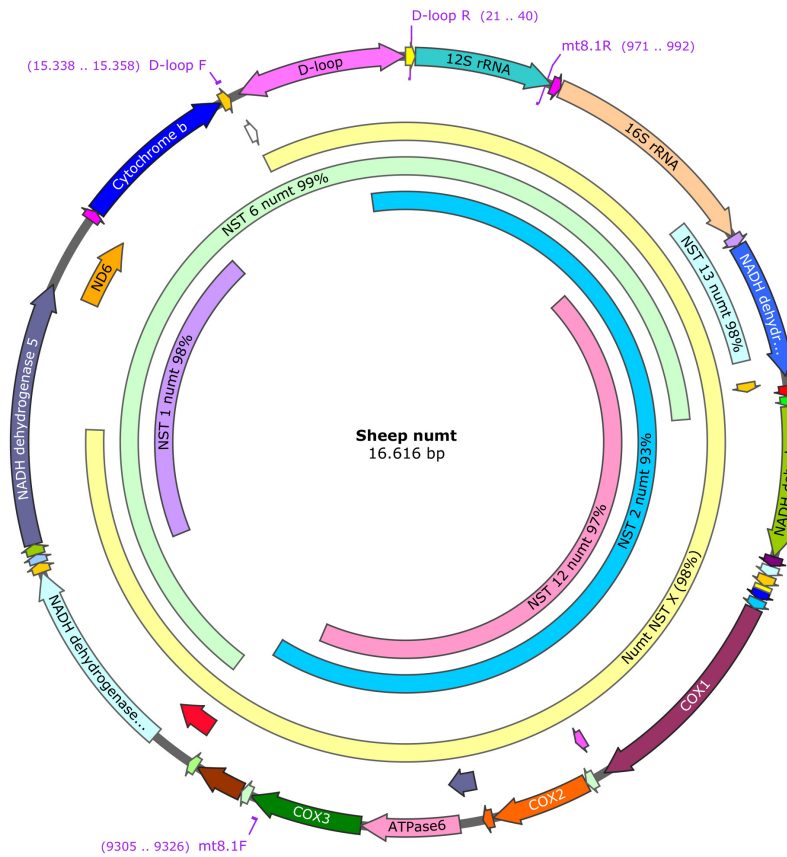 D-loop R (21 .. 40)
mt8.1R (971 .. 992)
(15.338 .. 15.358) D-loop F
D-loop
12S rRNA
16S rRNA
Cytochrome b
NST 6 numt 99%
NST 13 numt 98%
NADH dehydr...
ND6
NST 1 numt 98%
NADH dehydrogenase 5
Sheep numt
16.616 bp
NST 2 numt 93%
NST 12 numt 97%
Numt NST X (98%)
NADH dehydrogenase...
COX1
COX2
ATPase6
COX3
(9305 .. 9326) mt8.1F